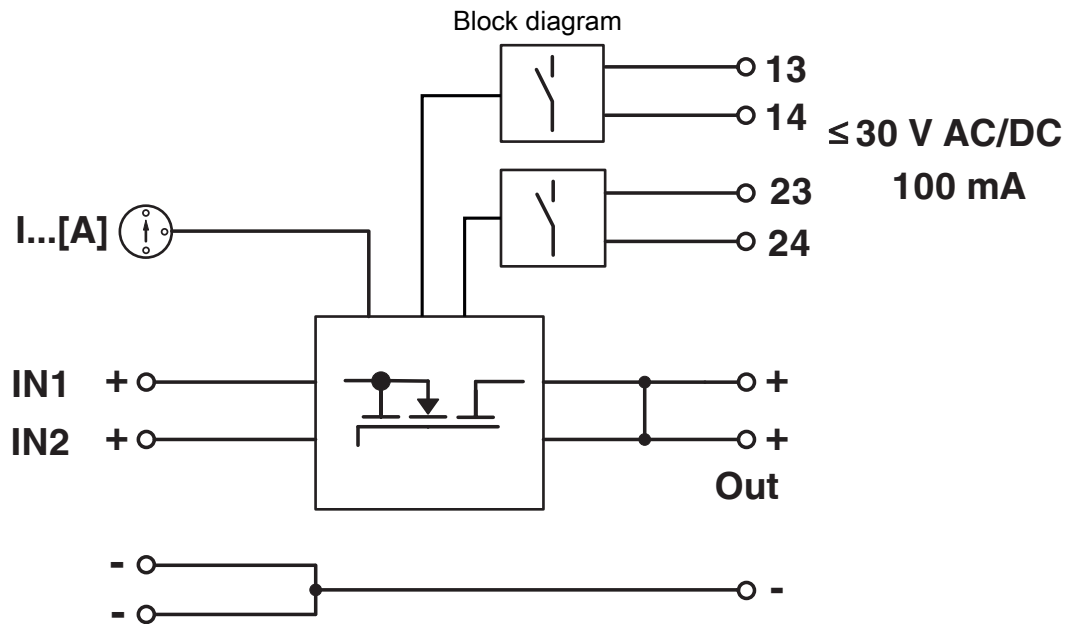 Block diagram
13
14
≤ 30 V AC/DC
100 mA
23
24
I...[A]
IN1 +
+
IN2 +
+
Out
-
-
-